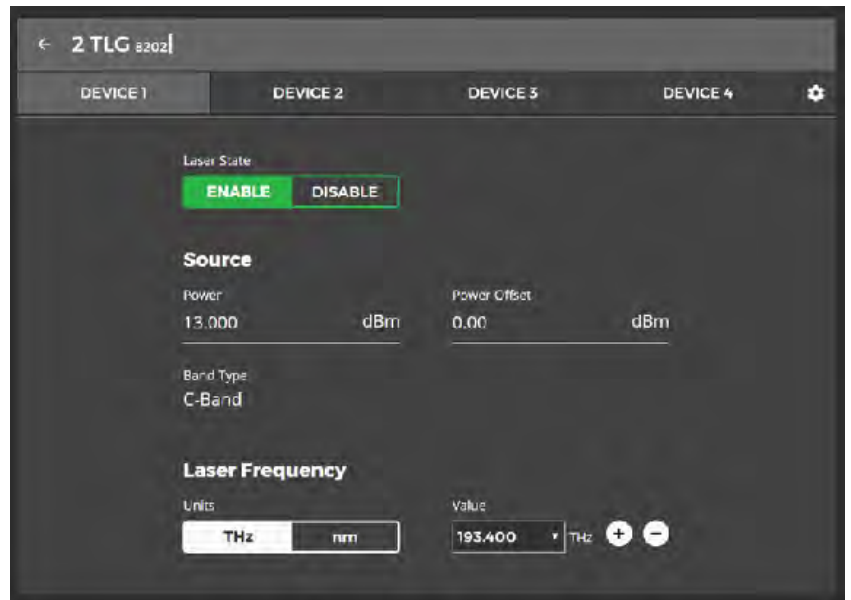 2 TLG 8202
DEVICE 1 DEVICE 2 DEVICE 3 DEVICE 4
Laser State
ENABLE DISABLE
Source
Power Power Offset
13.000 dBm 0.00 dBm
Band Type
C-Band
Laser Frequency
Units Value
THz nm 193.400 THz